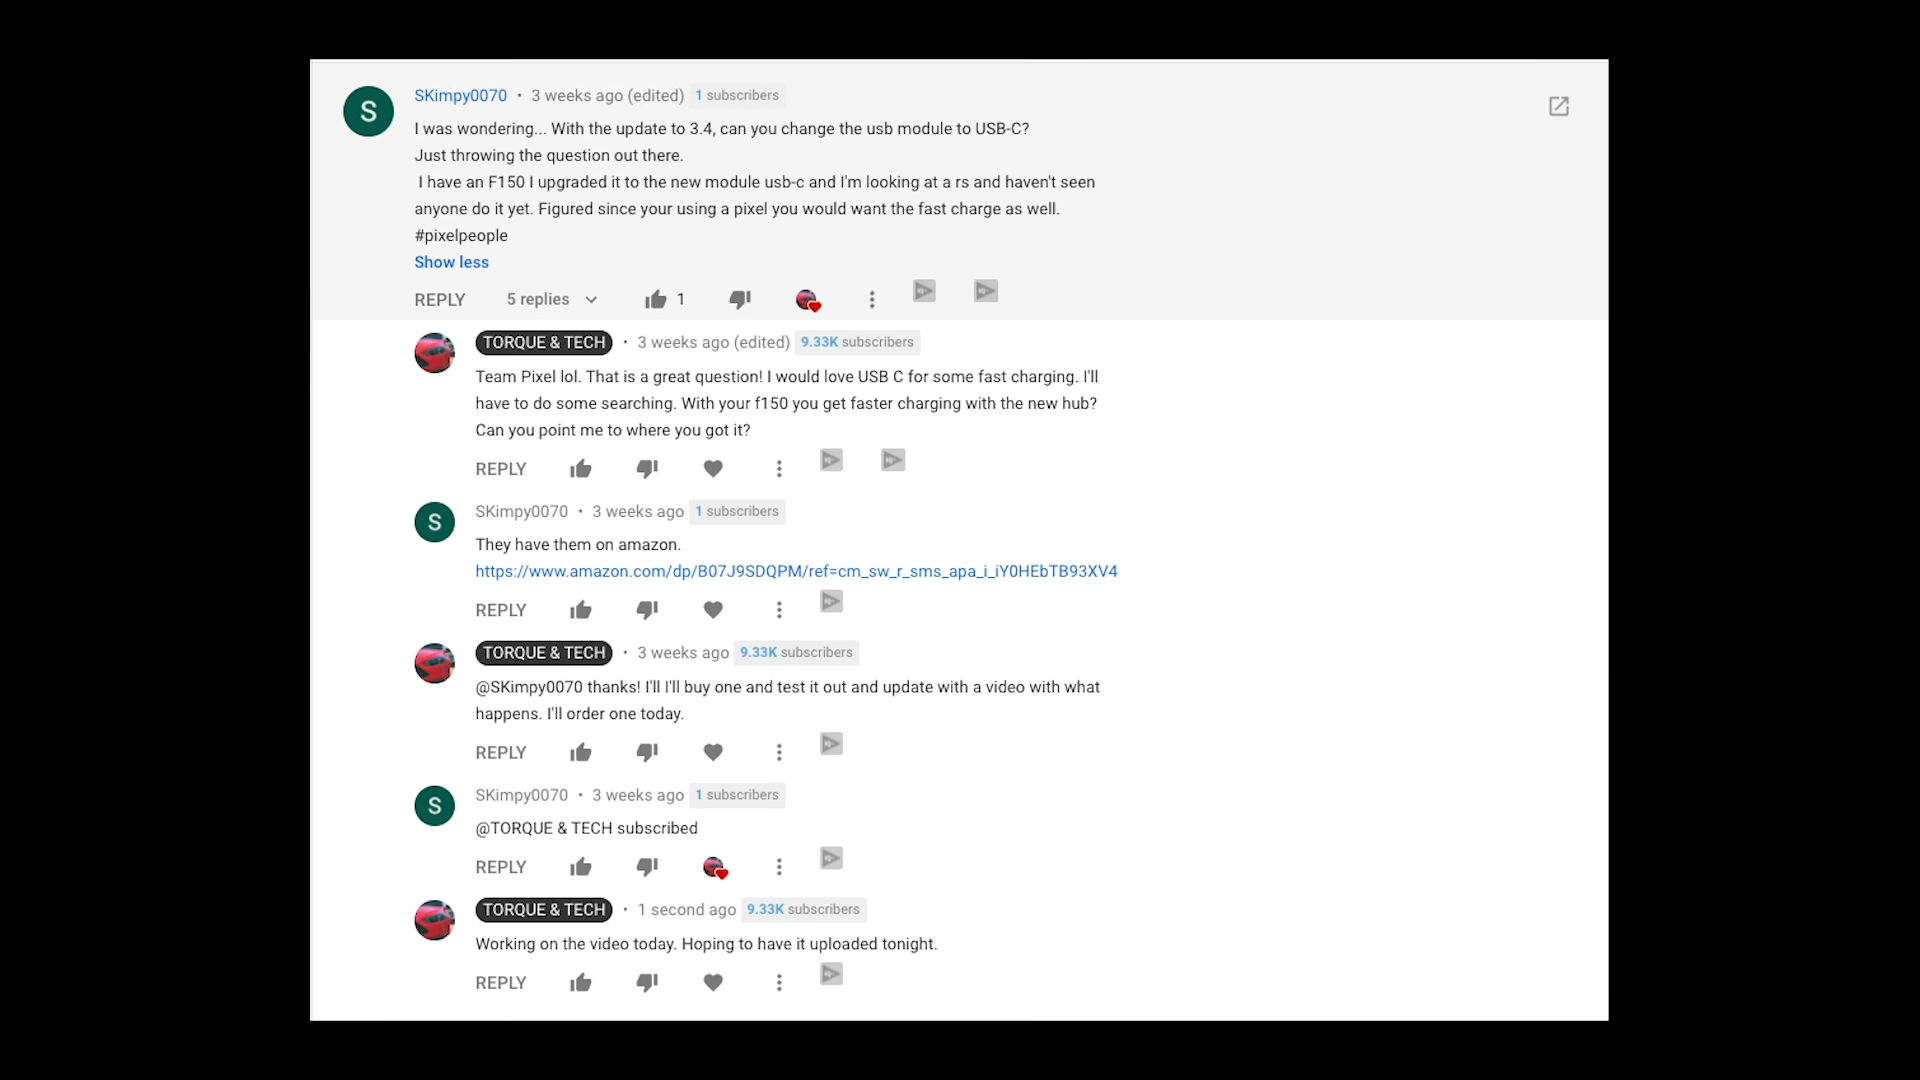 S
SKimpy0070 • 3 weeks ago (edited) 1 subscribers
I was wondering... With the update to 3.4, can you change the usb module to USB-C?
Just throwing the question out there.
I have an F150 I upgraded it to the new module usb-c and I'm looking at a rs and haven't seen
anyone do it yet. Figured since your using a pixel you would want the fast charge as well.
#pixelpeople
Show less
REPLY 5 replies 1
TORQUE & TECH • 3 weeks ago (edited) 9.33K subscribers
Team Pixel lol. That is a great question! I would love USB C for some fast charging. I'll
have to do some searching. With your f150 you get faster charging with the new hub?
Can you point me to where you got it?
REPLY
S
SKimpy0070 • 3 weeks ago 1 subscribers
They have them on amazon.
https://www.amazon.com/dp/B07J9SDQPM/ref=cm_sw_r_sms_apa_i_iY0HEbTB93XV4
REPLY
TORQUE & TECH • 3 weeks ago 9.33K subscribers
@SKimpy0070 thanks! I'll I'll buy one and test it out and update with a video with what
happens. I'll order one today.
REPLY
S
SKimpy0070 • 3 weeks ago 1 subscribers
@TORQUE & TECH subscribed
REPLY
TORQUE & TECH • 1 second ago 9.33K subscribers
Working on the video today. Hoping to have it uploaded tonight.
REPLY